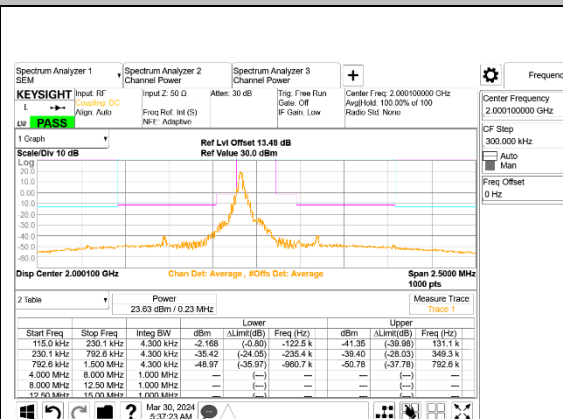 Spectrum Analyzer 1
SEM
Spectrum Analyzer 2
Channel Power
Spectrum Analyzer 3
Channel Power
Frequenc
KEYSIGHT
L
PASS
Input: RF
Coupling: DC
Align: Auto
Input Z: 50 Ω
Freq Ref: Int (S)
NFE: Adaptive
Atten: 30 dB
Trig: Free Run
Gate: Off
IF Gain: Low
Center Freq: 2.000100000 GHz
Avg|Hold: 100.00% of 100
Radio Std: None
Center Frequency
2.000100000 GHz
CF Step
300.000 kHz
Auto
Man
Freq Offset
0 Hz
1 Graph
Scale/Div 10 dB
Ref Lvl Offset 13.48 dB
Ref Value 30.0 dBm
Log
20.0
10.0
0.00
-10.0
-20.0
-30.0
-40.0
-50.0
-60.0
Disp Center 2.000100 GHz
Chan Det: Average , #Offs Det: Average
Span 2.5000 MHz
1000 pts
2 Table
Power
23.63 dBm / 0.23 MHz
Measure Trace
Trace 1
Lower Upper
Start Freq Stop Freq Integ BW dBm ΔLimit(dB) Freq (Hz) dBm ΔLimit(dB) Freq (Hz)
115.0 kHz 230.1 kHz 4.300 kHz -2.168 (-0.80) -122.5 k -41.35 (-39.98) 131.1 k
230.1 kHz 792.6 kHz 4.300 kHz -35.42 (-24.05) -235.4 k -39.40 (-28.03) 349.3 k
792.6 kHz 1.500 MHz 4.300 kHz -48.97 (-35.97) -960.7 k -50.78 (-37.78) 792.6 k
4.000 MHz 8.000 MHz 1.000 MHz --- (---) --- (---) ---
8.000 MHz 12.50 MHz 1.000 MHz --- (---) --- (---) ---
12.50 MHz 15.00 MHz 1.000 MHz --- (---) --- (---) ---
Mar 30, 2024
5:37:23 AM